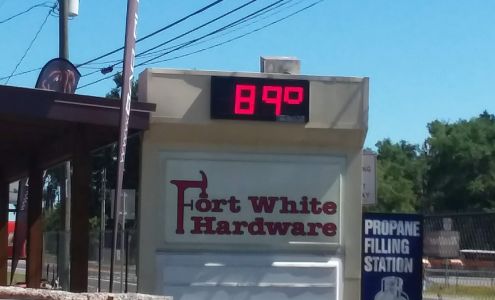 89°
Fort White
Hardware
PROPANE
FILLING
STATION